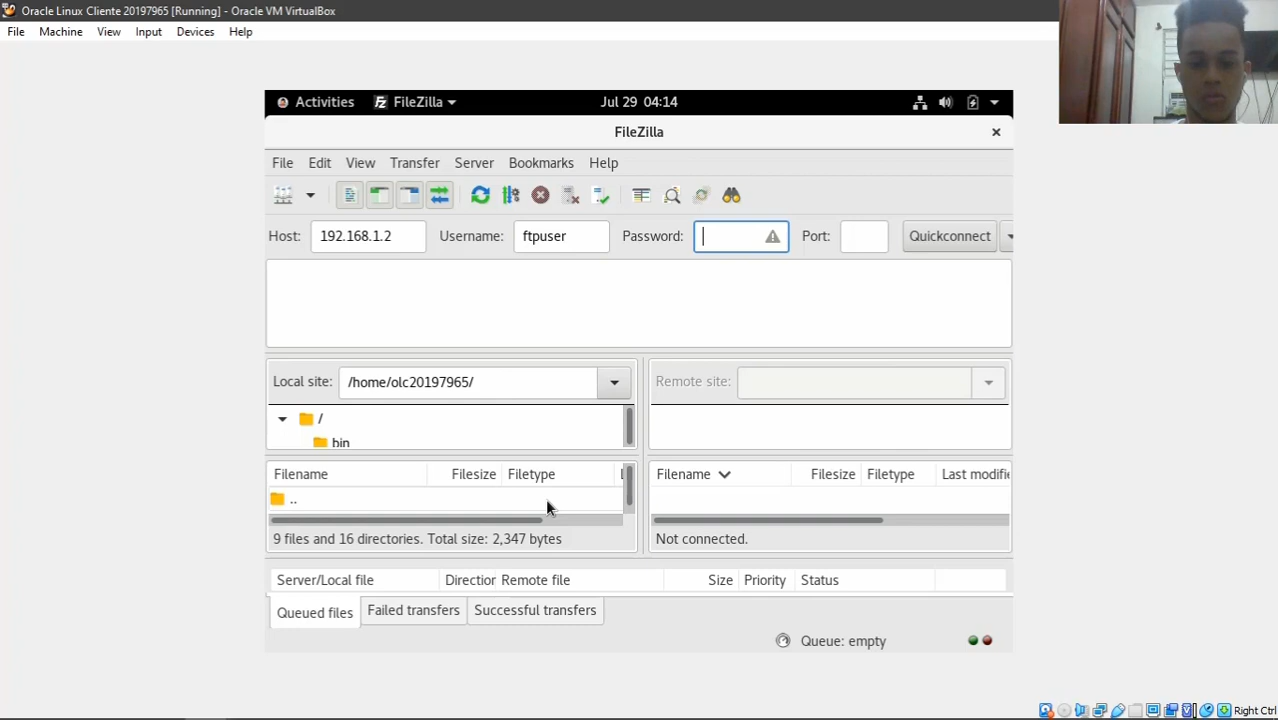 Oracle Linux Cliente 20197965 [Running] - Oracle VM VirtualBox
File Machine View Input Devices Help
Activities FileZilla Jul 29 04:14
FileZilla
File Edit View Transfer Server Bookmarks Help
Host: 192.168.1.2 Username: ftpuser Password: Port: Quickconnect
Local site: /home/olc20197965/ Remote site:
/
bin
Filename Filesize Filetype L Filename Filesize Filetype Last modifie
..
9 files and 16 directories. Total size: 2,347 bytes Not connected.
Server/Local file Direction Remote file Size Priority Status
Queued files Failed transfers Successful transfers
Queue: empty
Right Ctrl